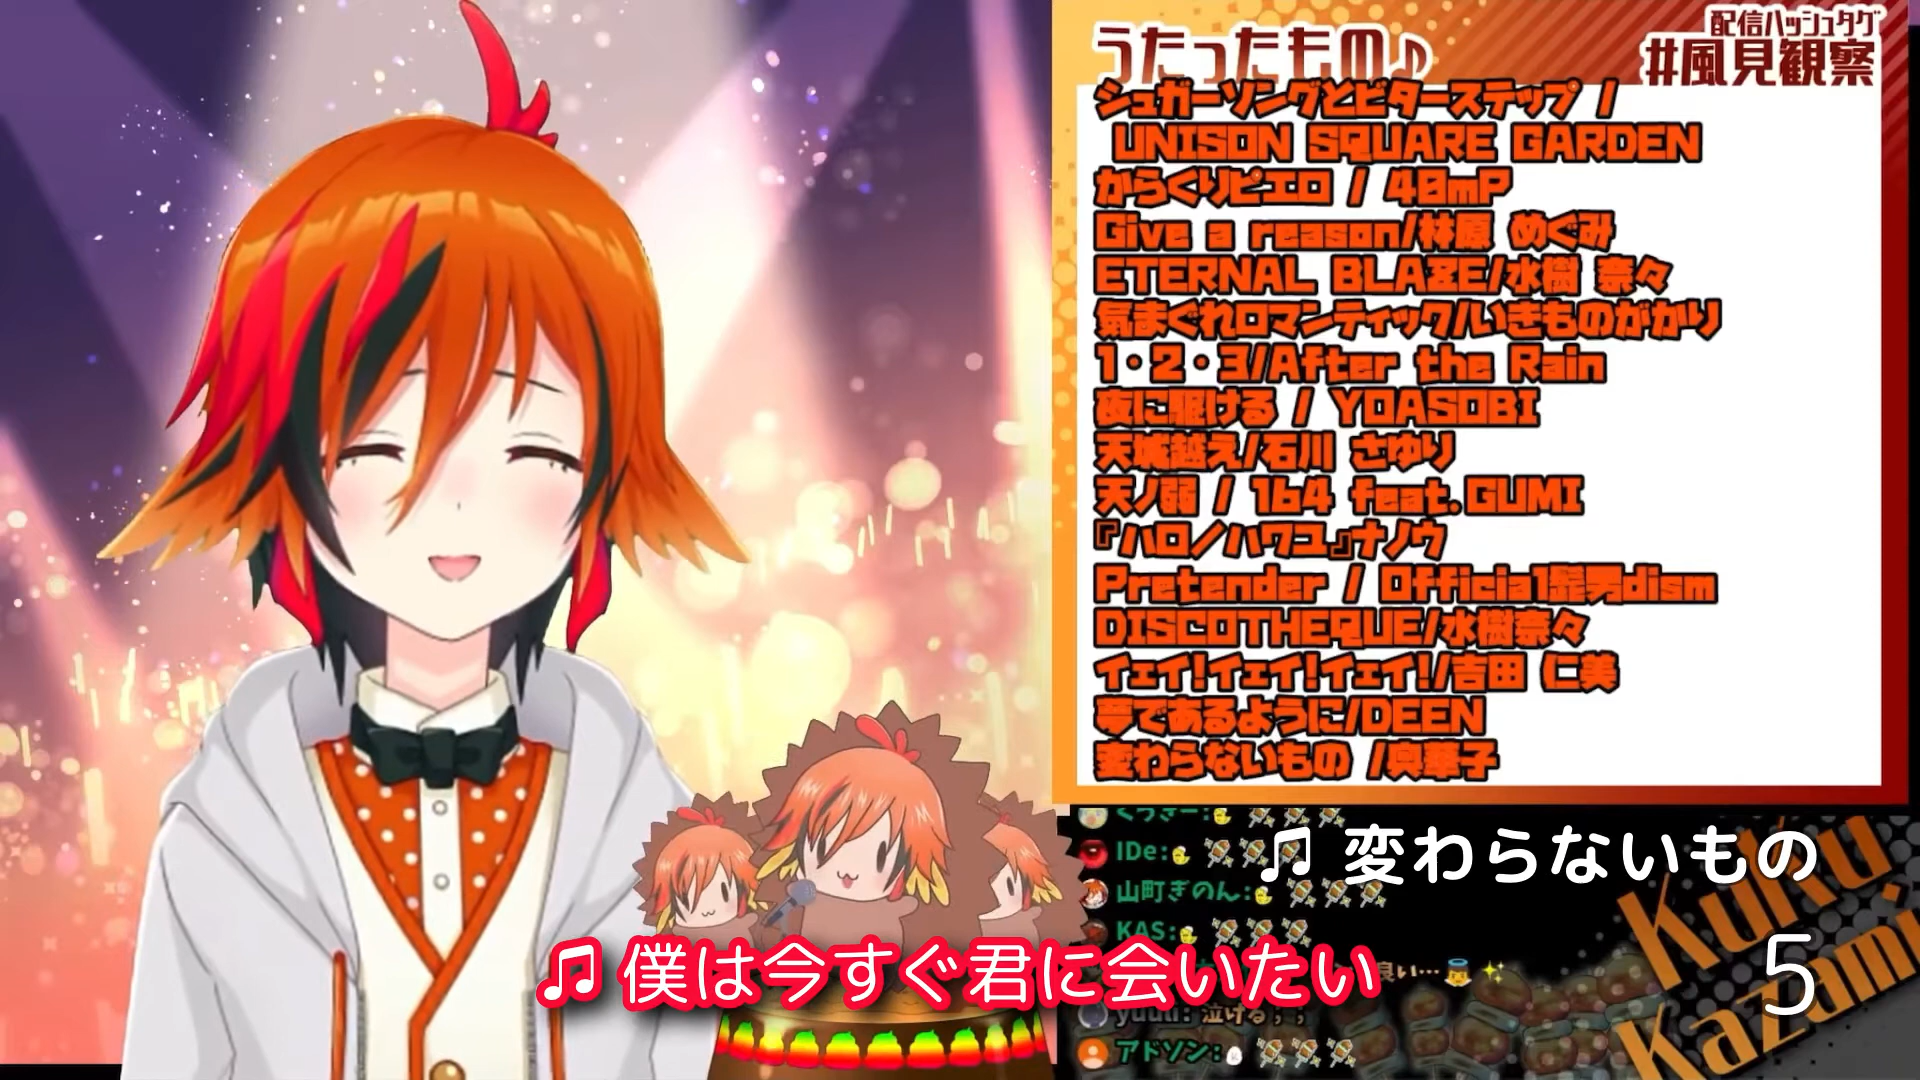 うたったもの♪
配信ハッシュタグ
#風見観察
シュガーソングとビターステップ /
UNISON SQUARE GARDEN
からくりピエロ / 40mP
Give a reason/林原 めぐみ
ETERNAL BLAZE/水樹 奈々
気まぐれロマンティック/いきものがかり
1・2・3/After the Rain
夜に駆ける / YOASOBI
天城越え/石川 さゆり
天ノ弱 / 164 feat.GUMI
『ハロ/ハワユ』ナノウ
Pretender / Official髭男dism
DISCOTHEQUE/水樹奈々
イェイ!イェイ!イェイ!/吉田 仁美
夢であるように/DEEN
変わらないもの /奥華子
くっきー:
IDe:
♫ 変わらないもの
山町ぎのん:
KAS:
♫ 僕は今すぐ君に会いたい
良い…
yuuu: 泣ける; ;
アドソン:
5
KuKu
Kazami